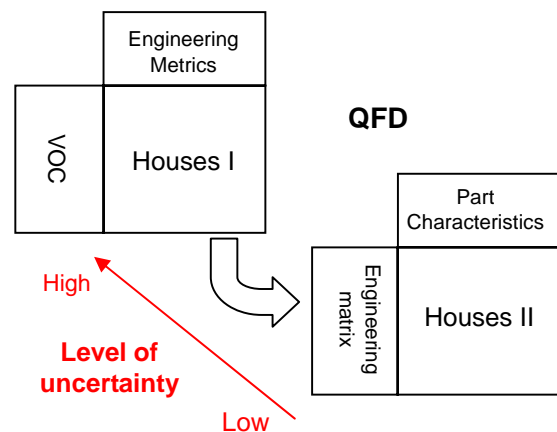 Engineering
Metrics
VOC
Houses I
QFD
Part
Characteristics
Engineering
matrix
Houses II
High
Level of
uncertainty
Low